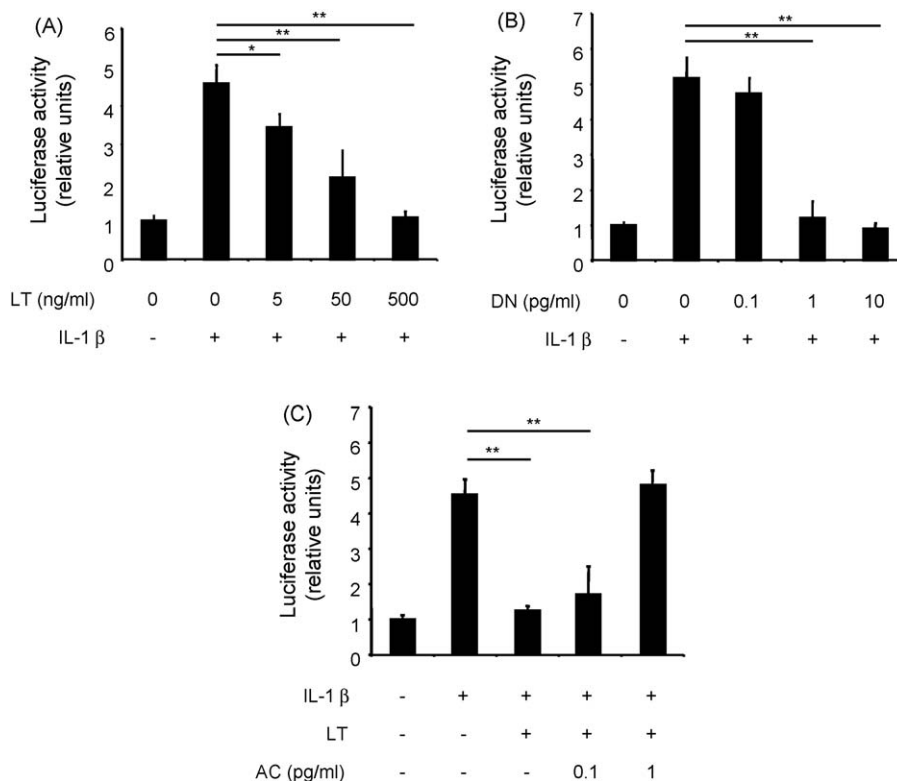 (A)
Luciferase activity
(relative units)
6
5
4
3
2
1
0
*
**
**
LT (ng/ml) 0 0 5 50 500
IL-1 β - + + + +
(B)
Luciferase activity
(relative units)
7
6
5
4
3
2
1
0
**
**
DN (pg/ml) 0 0 0.1 1 10
IL-1 β - + + + +
(C)
Luciferase activity
(relative units)
7
6
5
4
3
2
1
0
**
**
IL-1 β - + + + +
LT - - + + +
AC (pg/ml) - - - 0.1 1